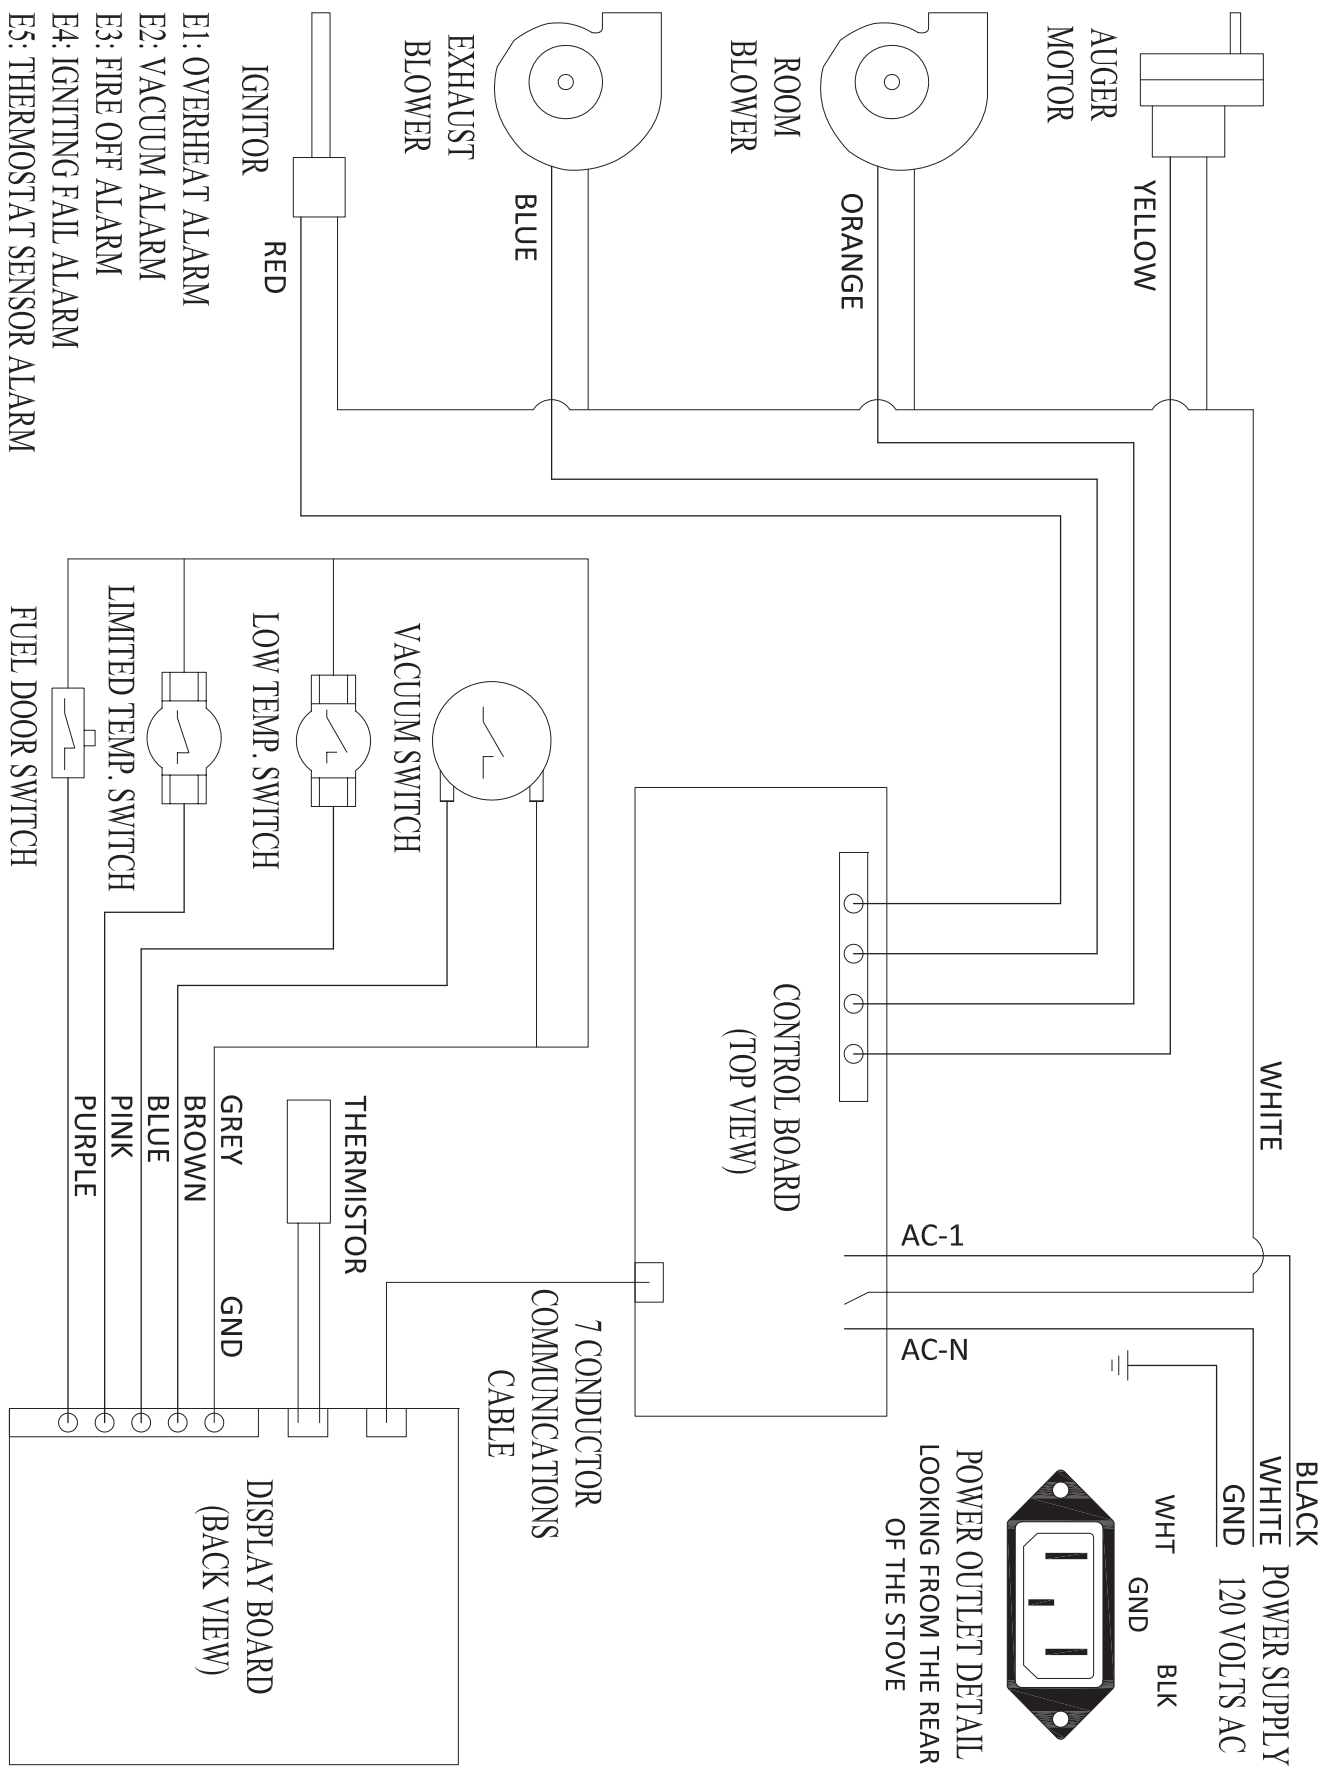 BLACK
WHITE
GND
POWER SUPPLY
120 VOLTS AC
WHITE
WHT
GND
BLK
POWER OUTLET DETAIL
LOOKING FROM THE REAR
OF THE STOVE
AUGER
MOTOR
YELLOW
ROOM
BLOWER
ORANGE
EXHAUST
BLOWER
BLUE
IGNITOR
RED
AC-1
AC-N
CONTROL BOARD
(TOP VIEW)
7 CONDUCTOR
COMMUNICATIONS
CABLE
VACUUM SWITCH
LOW TEMP. SWITCH
LIMITED TEMP. SWITCH
FUEL DOOR SWITCH
THERMISTOR
GREY
GND
BROWN
BLUE
PINK
PURPLE
DISPLAY BOARD
(BACK VIEW)
E1: OVERHEAT ALARM
E2: VACUUM ALARM
E3: FIRE OFF ALARM
E4: IGNITING FAIL ALARM
E5: THERMOSTAT SENSOR ALARM